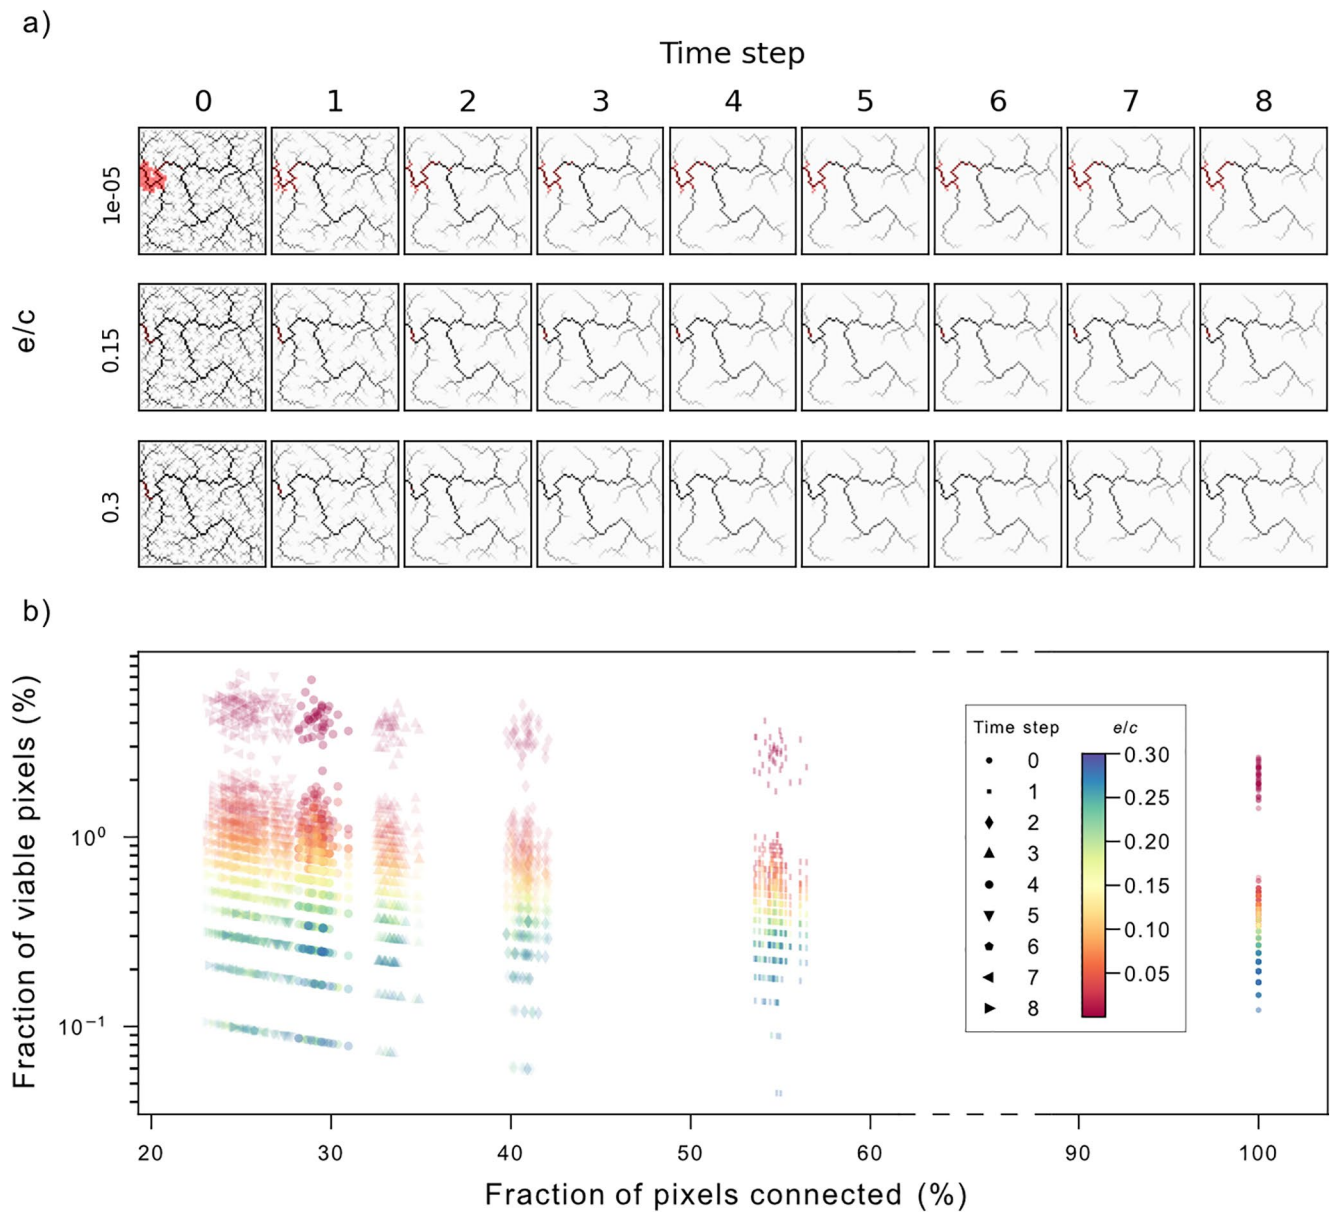 a)
Time step
0 1 2 3 4 5 6 7 8
e/c
1e-05
0.15
0.3
b)
Fraction of viable pixels (%)
10⁰
10⁻¹
Time step e/c
0
1
2
3
4
5
6
7
8
0.30
0.25
0.20
0.15
0.10
0.05
20 30 40 50 60 90 100
Fraction of pixels connected (%)